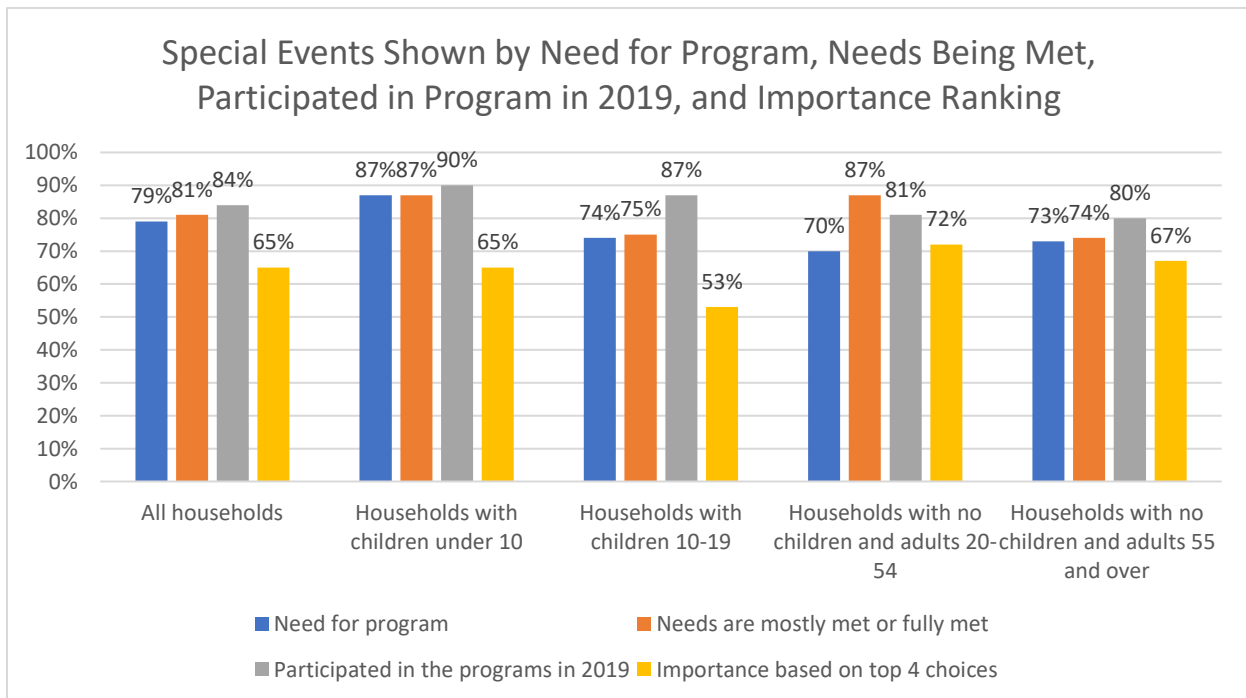 Special Events Shown by Need for Program, Needs Being Met,
Participated in Program in 2019, and Importance Ranking
100%
90%
80%
70%
60%
50%
40%
30%
20%
10%
0%
79%
81%
84%
65%
87%
87%
90%
65%
74%
75%
87%
53%
70%
87%
81%
72%
73%
74%
80%
67%
All households
Households with
children under 10
Households with
children 10-19
Households with no
children and adults 20-
54
Households with no
children and adults 55
and over
Need for program
Needs are mostly met or fully met
Participated in the programs in 2019
Importance based on top 4 choices